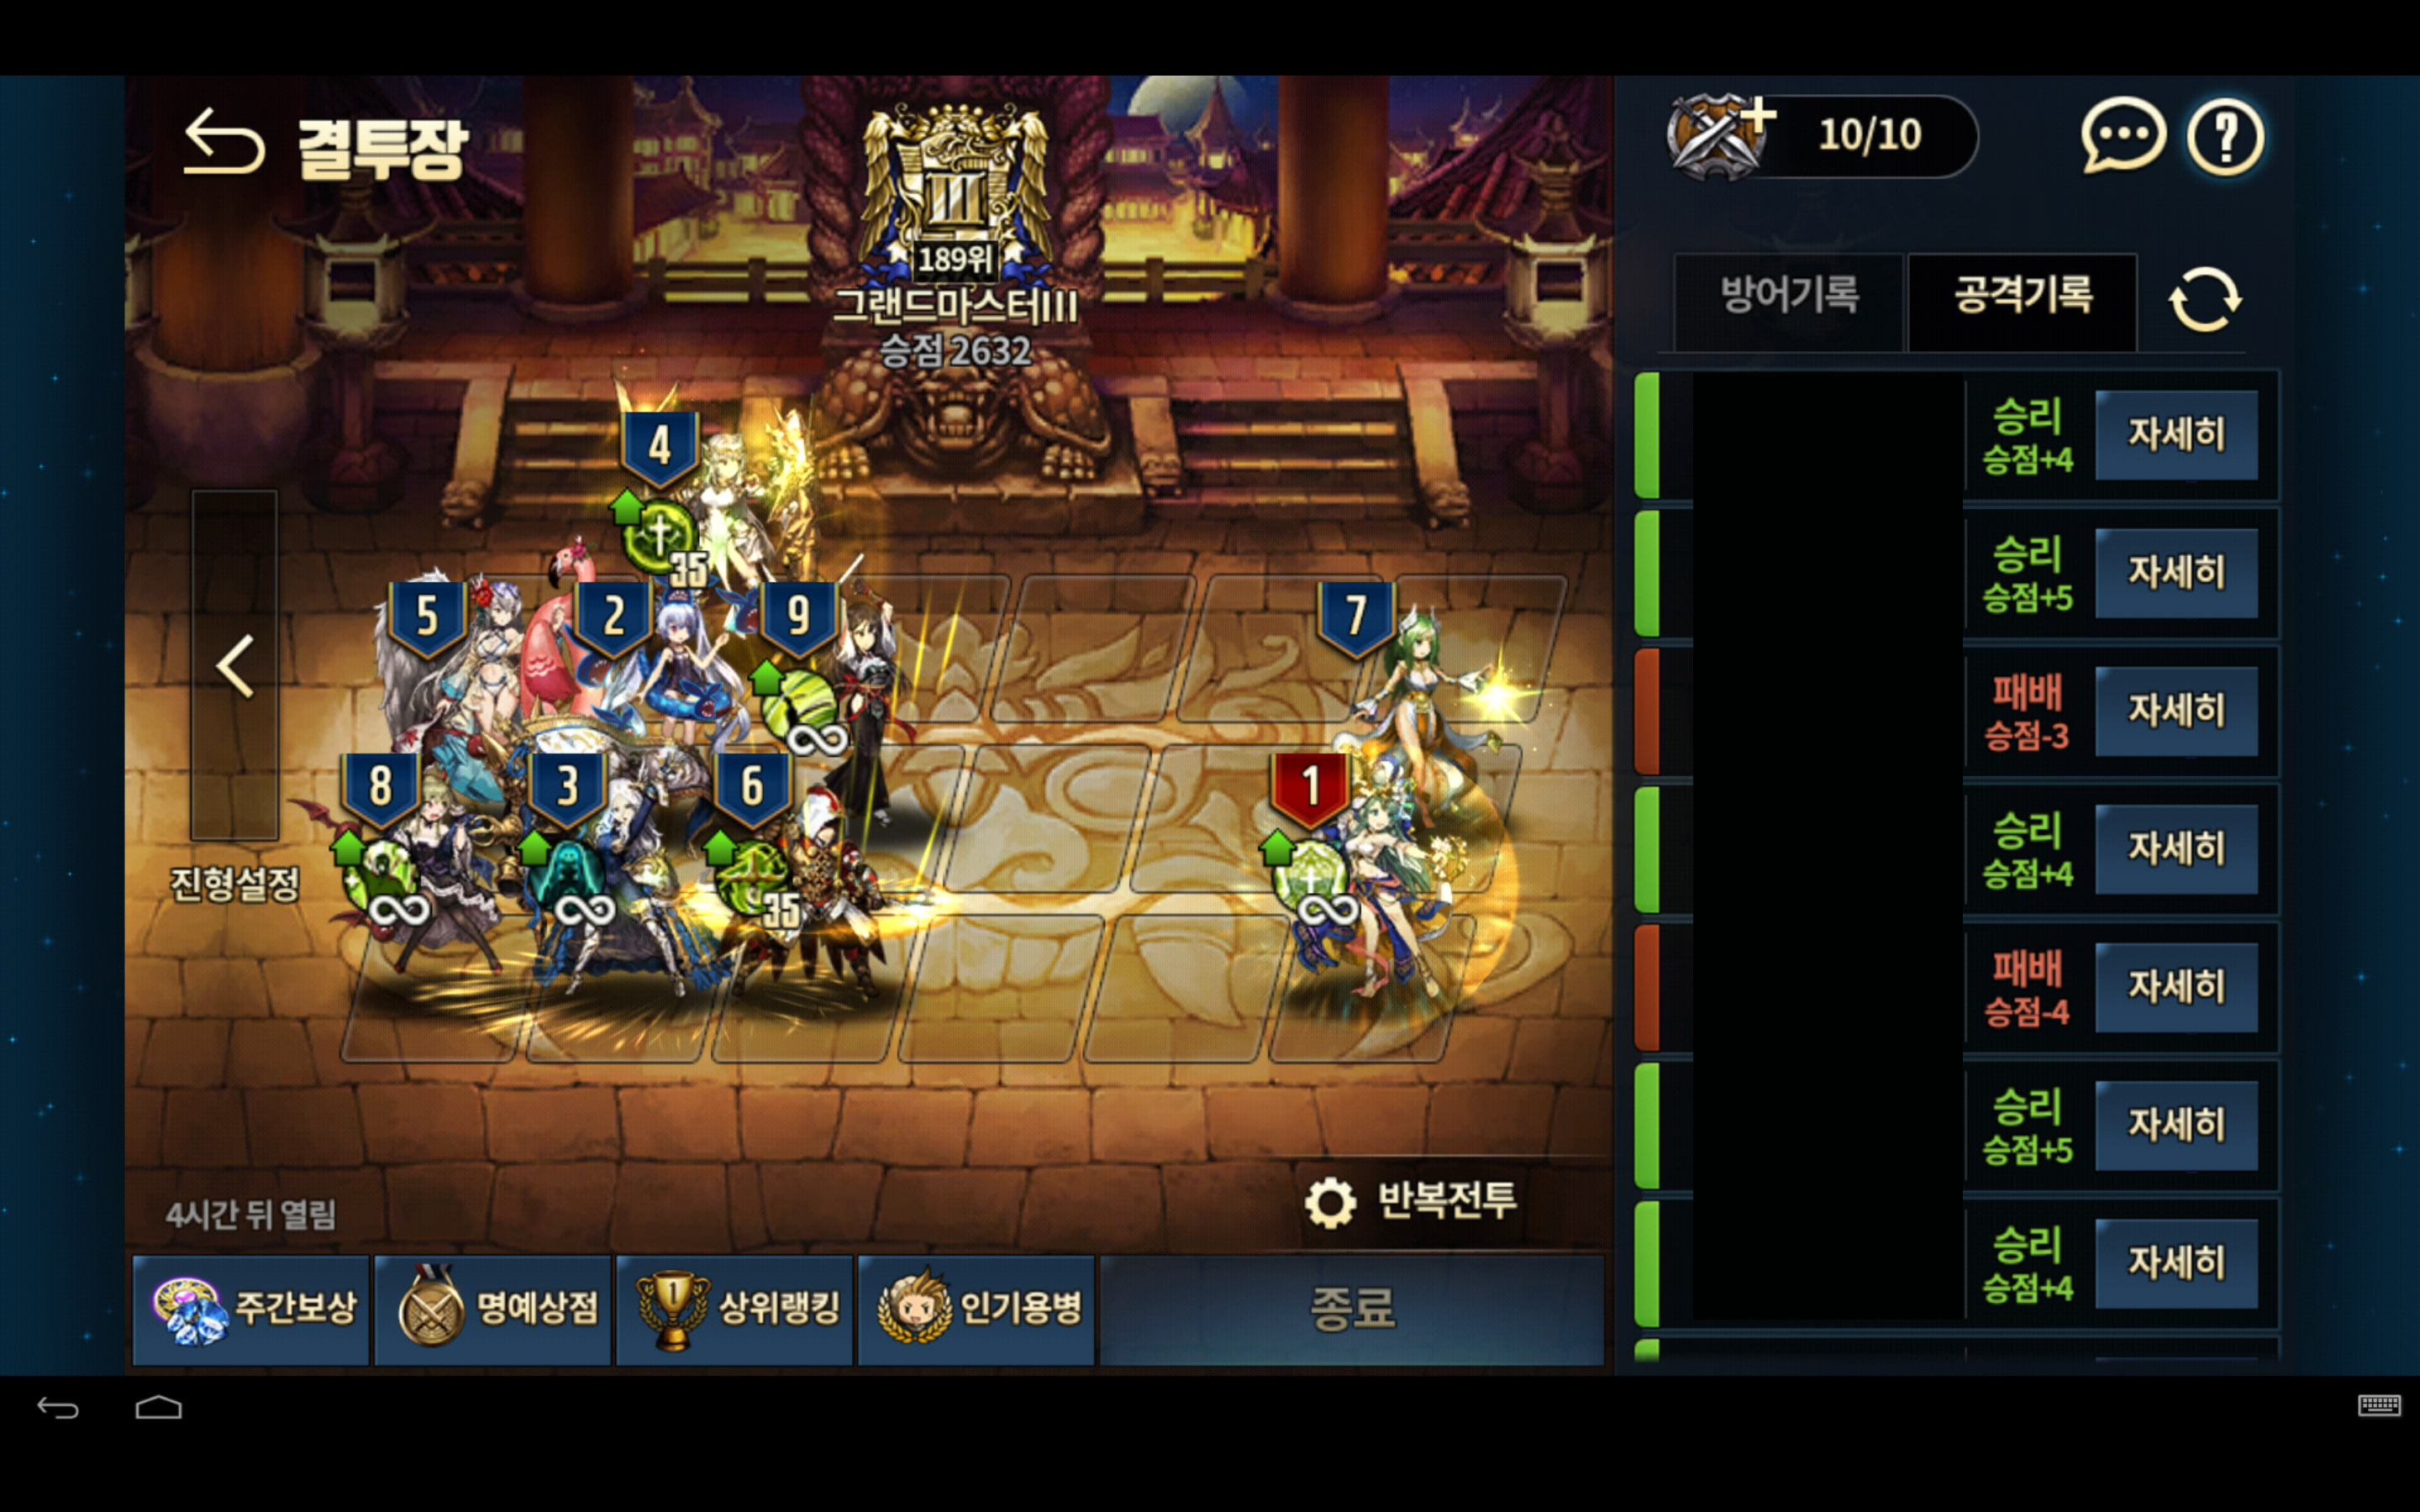 결투장
III
189위
그랜드마스터III
승점 2632
10/10
방어기록
공격기록
4
35
5
2
9
∞
7
8
∞
3
∞
6
35
1
∞
진형설정
승리
승점+4
자세히
승리
승점+5
자세히
패배
승점-3
자세히
승리
승점+4
자세히
패배
승점-4
자세히
승리
승점+5
자세히
승리
승점+4
자세히
4시간 뒤 열림
반복전투
주간보상
명예상점
1
상위랭킹
인기용병
종료